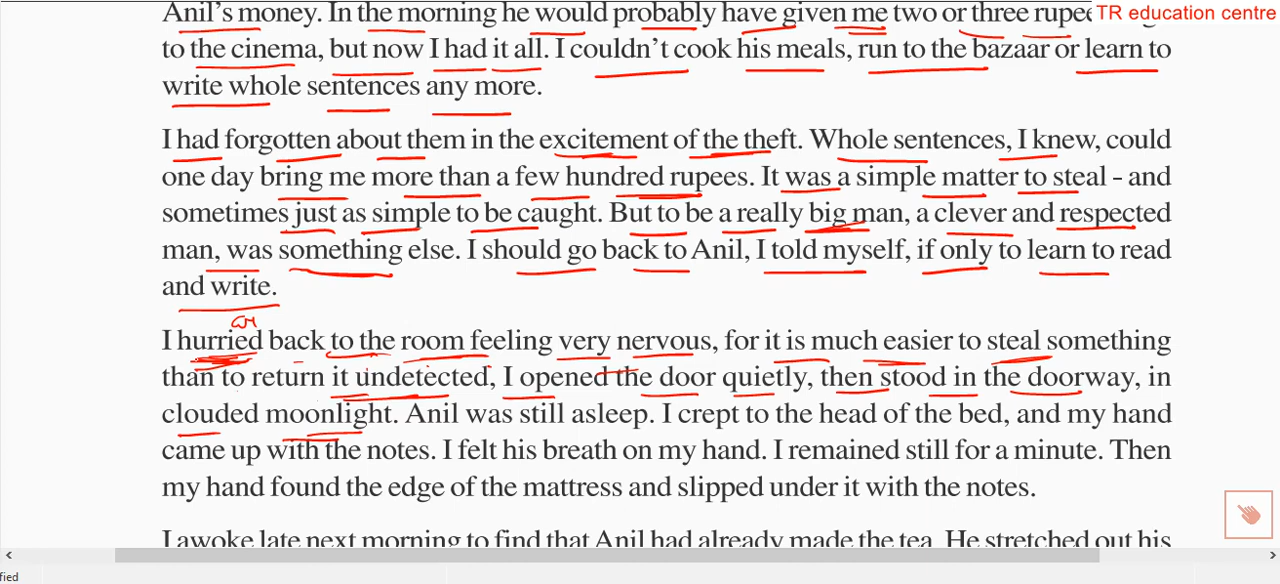 Anil's money. In the morning he would probably have given me two or three
TR education centre
to the cinema, but now I had it all. I couldn't cook his meals, run to the bazaar or learn to
write whole sentences any more.
I had forgotten about them in the excitement of the theft. Whole sentences, I knew, could
one day bring me more than a few hundred rupees. It was a simple matter to steal - and
sometimes just as simple to be caught. But to be a really big man, a clever and respected
man, was something else. I should go back to Anil, I told myself, if only to learn to read
and write.
I hurried back to the room feeling very nervous, for it is much easier to steal something
than to return it undetected, I opened the door quietly, then stood in the doorway, in
clouded moonlight. Anil was still asleep. I crept to the head of the bed, and my hand
came up with the notes. I felt his breath on my hand. I remained still for a minute. Then
my hand found the edge of the mattress and slipped under it with the notes.
I awoke late next morning to find that Anil had already made the tea. He stretched out his
fied